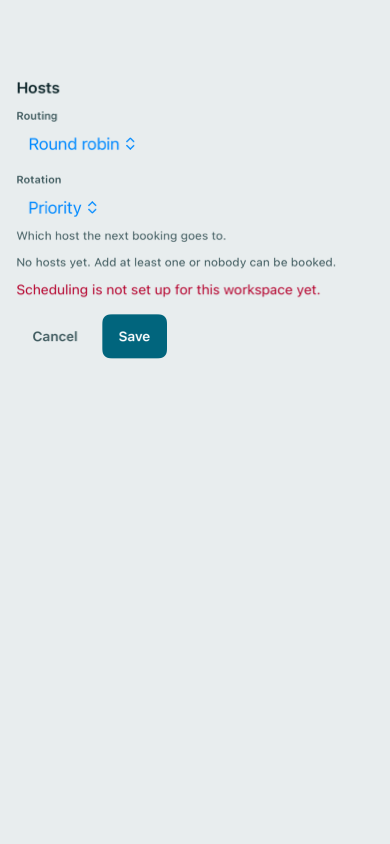 Hosts
Routing
Round robin
Rotation
Priority
Which host the next booking goes to.
No hosts yet. Add at least one or nobody can be booked.
Scheduling is not set up for this workspace yet.
Cancel
Save